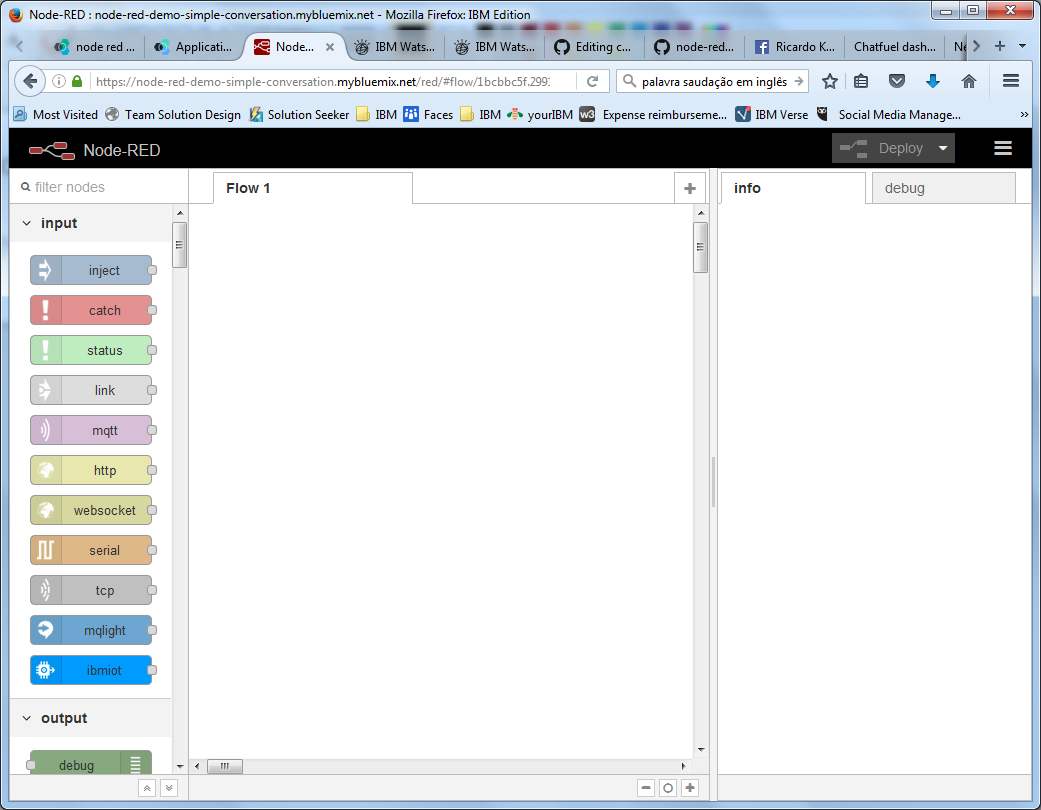 Node-RED : node-red-demo-simple-conversation.mybluemix.net - Mozilla Firefox: IBM Edition
node red ...
Applicati...
Node...
IBM Wats...
IBM Wats...
Editing c...
node-red...
Ricardo K...
Chatfuel dash...
Ne
https://node-red-demo-simple-conversation.mybluemix.net/red/#flow/1bcbbc5f.299
palavra saudação em inglês
Most Visited
Team Solution Design
Solution Seeker
IBM
Faces
IBM
yourIBM
w3
Expense reimburseme...
IBM Verse
Social Media Manage...
Node-RED
Deploy
filter nodes
Flow 1
info
debug
input
inject
catch
status
link
mqtt
http
websocket
serial
tcp
mqlight
ibmiot
output
debug